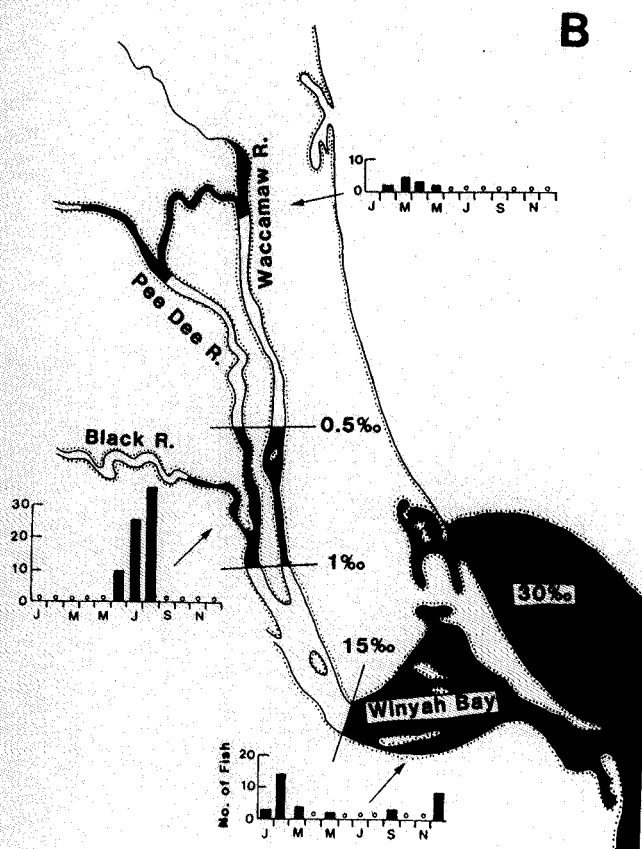 B
Waccamaw R.
10
0
J M M J S N
Pee Dee R.
0.5‰
Black R.
30
20
10
0
J M M J S N
1‰
30‰
15‰
Winyah Bay
No. of Fish
20
10
0
J M M J S N